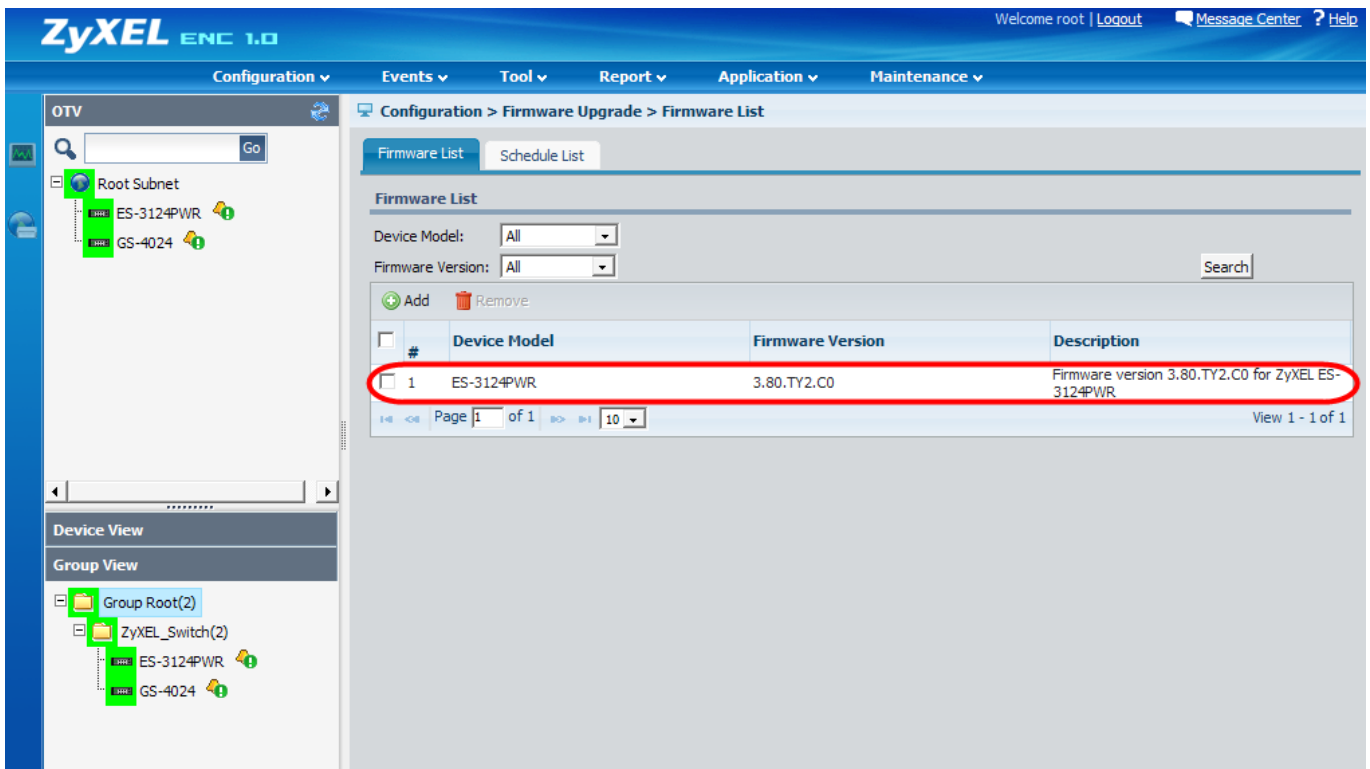 Welcome root | Logout Message Center ? Help
ZyXEL ENC 1.0
Configuration Events Tool Report Application Maintenance
OTV
Configuration > Firmware Upgrade > Firmware List
Go
Firmware List Schedule List
Root Subnet
ES-3124PWR
GS-4024
Firmware List
Device Model: All
Firmware Version: All Search
Add Remove
# Device Model Firmware Version Description
1 ES-3124PWR 3.80.TY2.C0 Firmware version 3.80.TY2.C0 for ZyXEL ES-
3124PWR
Page 1 of 1 10 View 1 - 1 of 1
Device View
Group View
Group Root(2)
ZyXEL_Switch(2)
ES-3124PWR
GS-4024